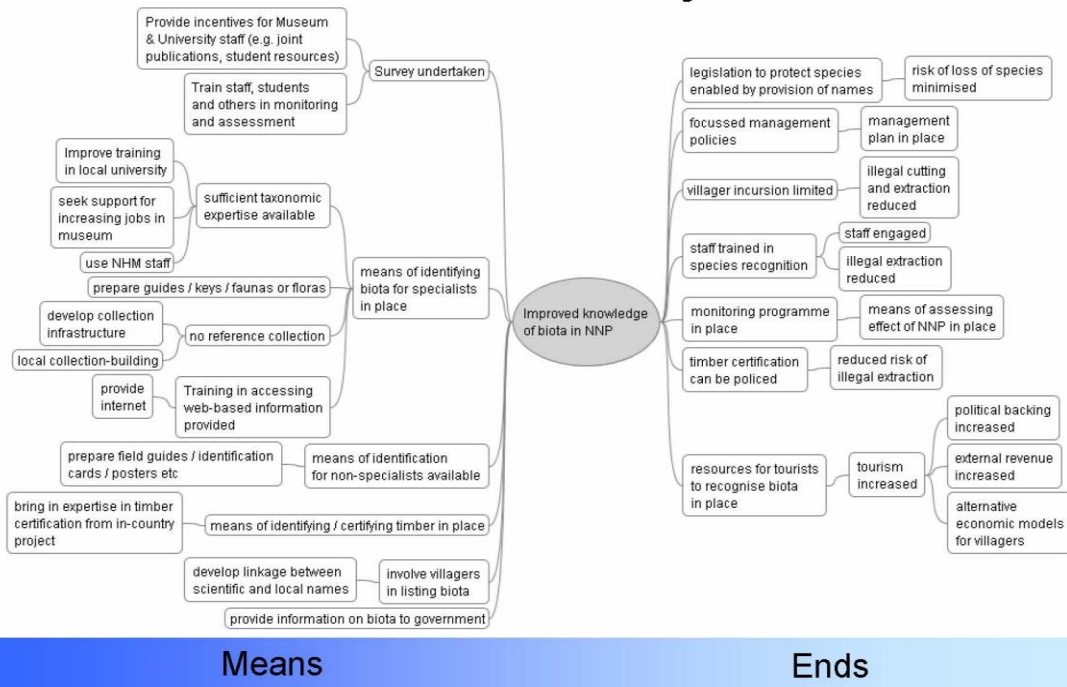 Provide incentives for Museum
& University staff (e.g. joint
publications, student resources)
Train staff, students
and others in monitoring
and assessment
Survey undertaken
Improve training
in local university
seek support for
increasing jobs in
museum
use NHM staff
sufficient taxonomic
expertise available
prepare guides / keys / faunas or floras
develop collection
infrastructure
local collection-building
no reference collection
provide
internet
Training in accessing
web-based information
provided
means of identifying
biota for specialists
in place
prepare field guides / identification
cards / posters etc
means of identification
for non-specialists available
bring in expertise in timber
certification from in-country
project
means of identifying / certifying timber in place
develop linkage between
scientific and local names
involve villagers
in listing biota
provide information on biota to government
Improved knowledge
of biota in NNP
legislation to protect species
enabled by provision of names
risk of loss of species
minimised
focussed management
policies
management
plan in place
villager incursion limited
illegal cutting
and extraction
reduced
staff trained in
species recognition
staff engaged
illegal extraction
reduced
monitoring programme
in place
means of assessing
effect of NNP in place
timber certification
can be policed
reduced risk of
illegal extraction
resources for tourists
to recognise biota
in place
tourism
increased
political backing
increased
external revenue
increased
alternative
economic models
for villagers
Means
Ends